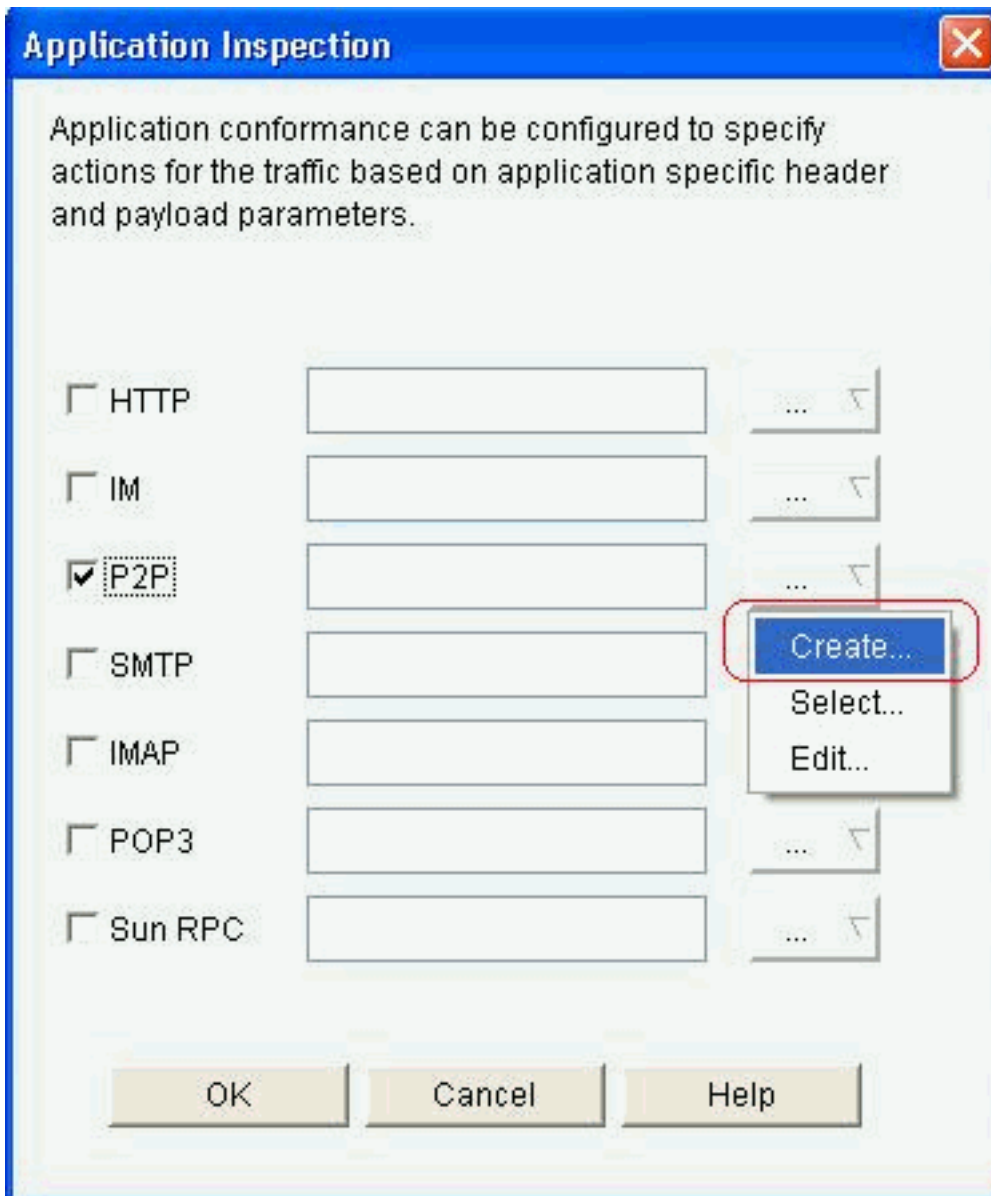 Application Inspection
Application conformance can be configured to specify
actions for the traffic based on application specific header
and payload parameters.
HTTP
...
IM
...
P2P
...
Create...
SMTP
Select...
IMAP
Edit...
POP3
...
Sun RPC
...
OK
Cancel
Help